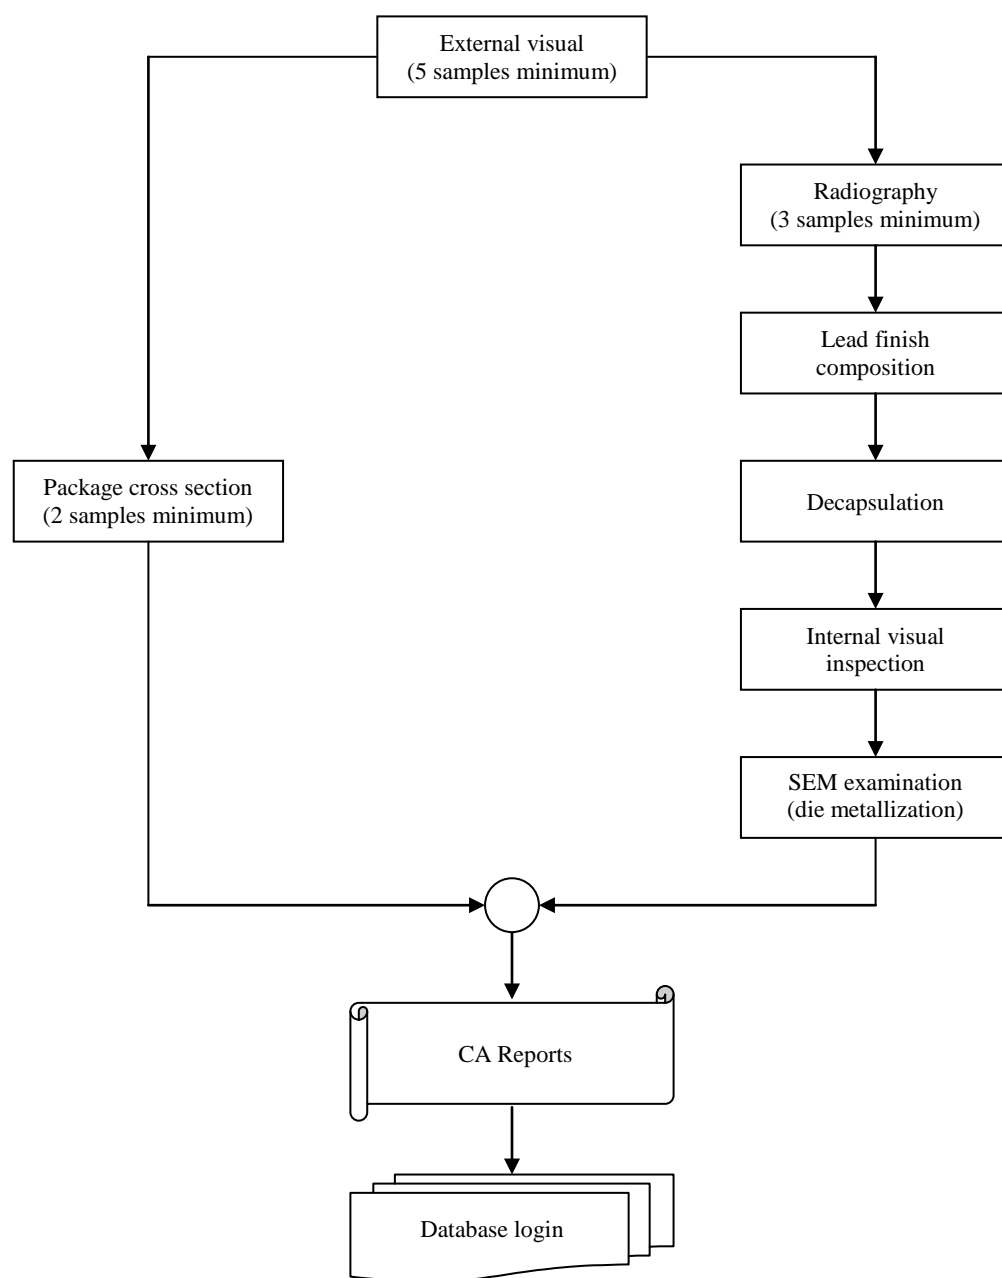 External visual
(5 samples minimum)
Radiography
(3 samples minimum)
Lead finish
composition
Package cross section
(2 samples minimum)
Decapsulation
Internal visual
inspection
SEM examination
(die metallization)
CA Reports
Database login